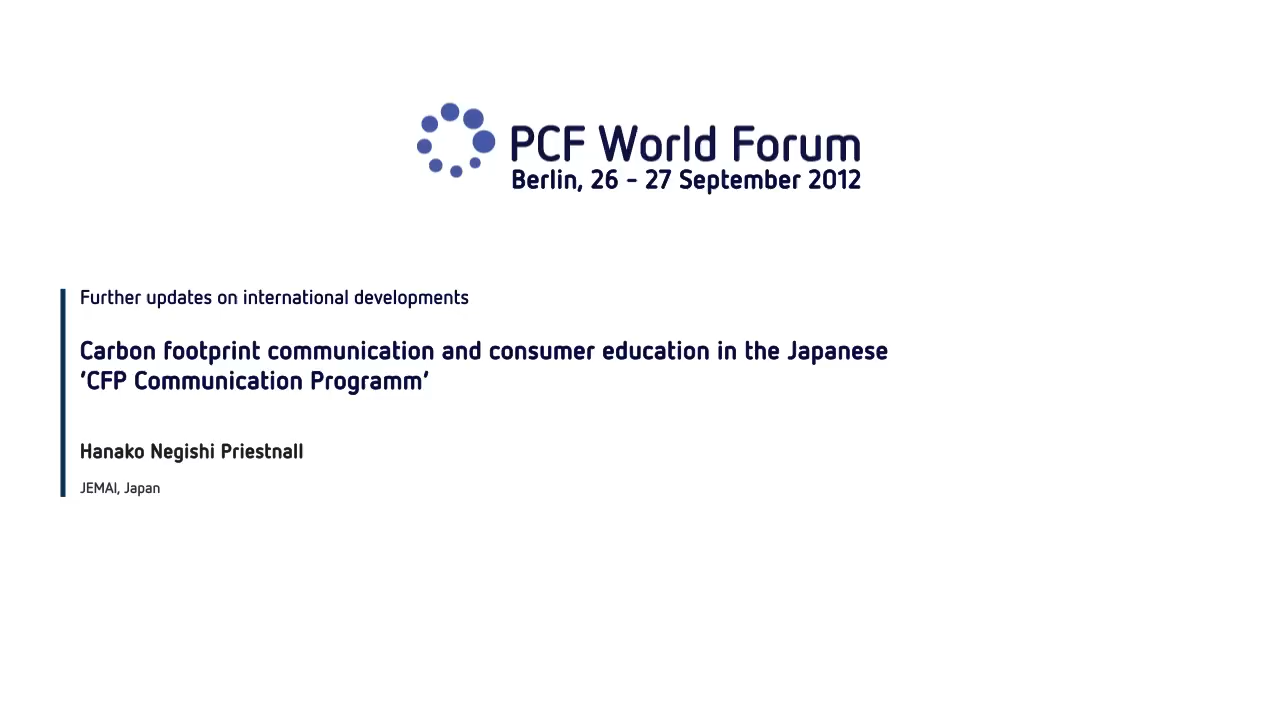 PCF World Forum
Berlin, 26 - 27 September 2012
Further updates on international developments
Carbon footprint communication and consumer education in the Japanese
'CFP Communication Programm'
Hanako Negishi Priestnall
JEMAI, Japan